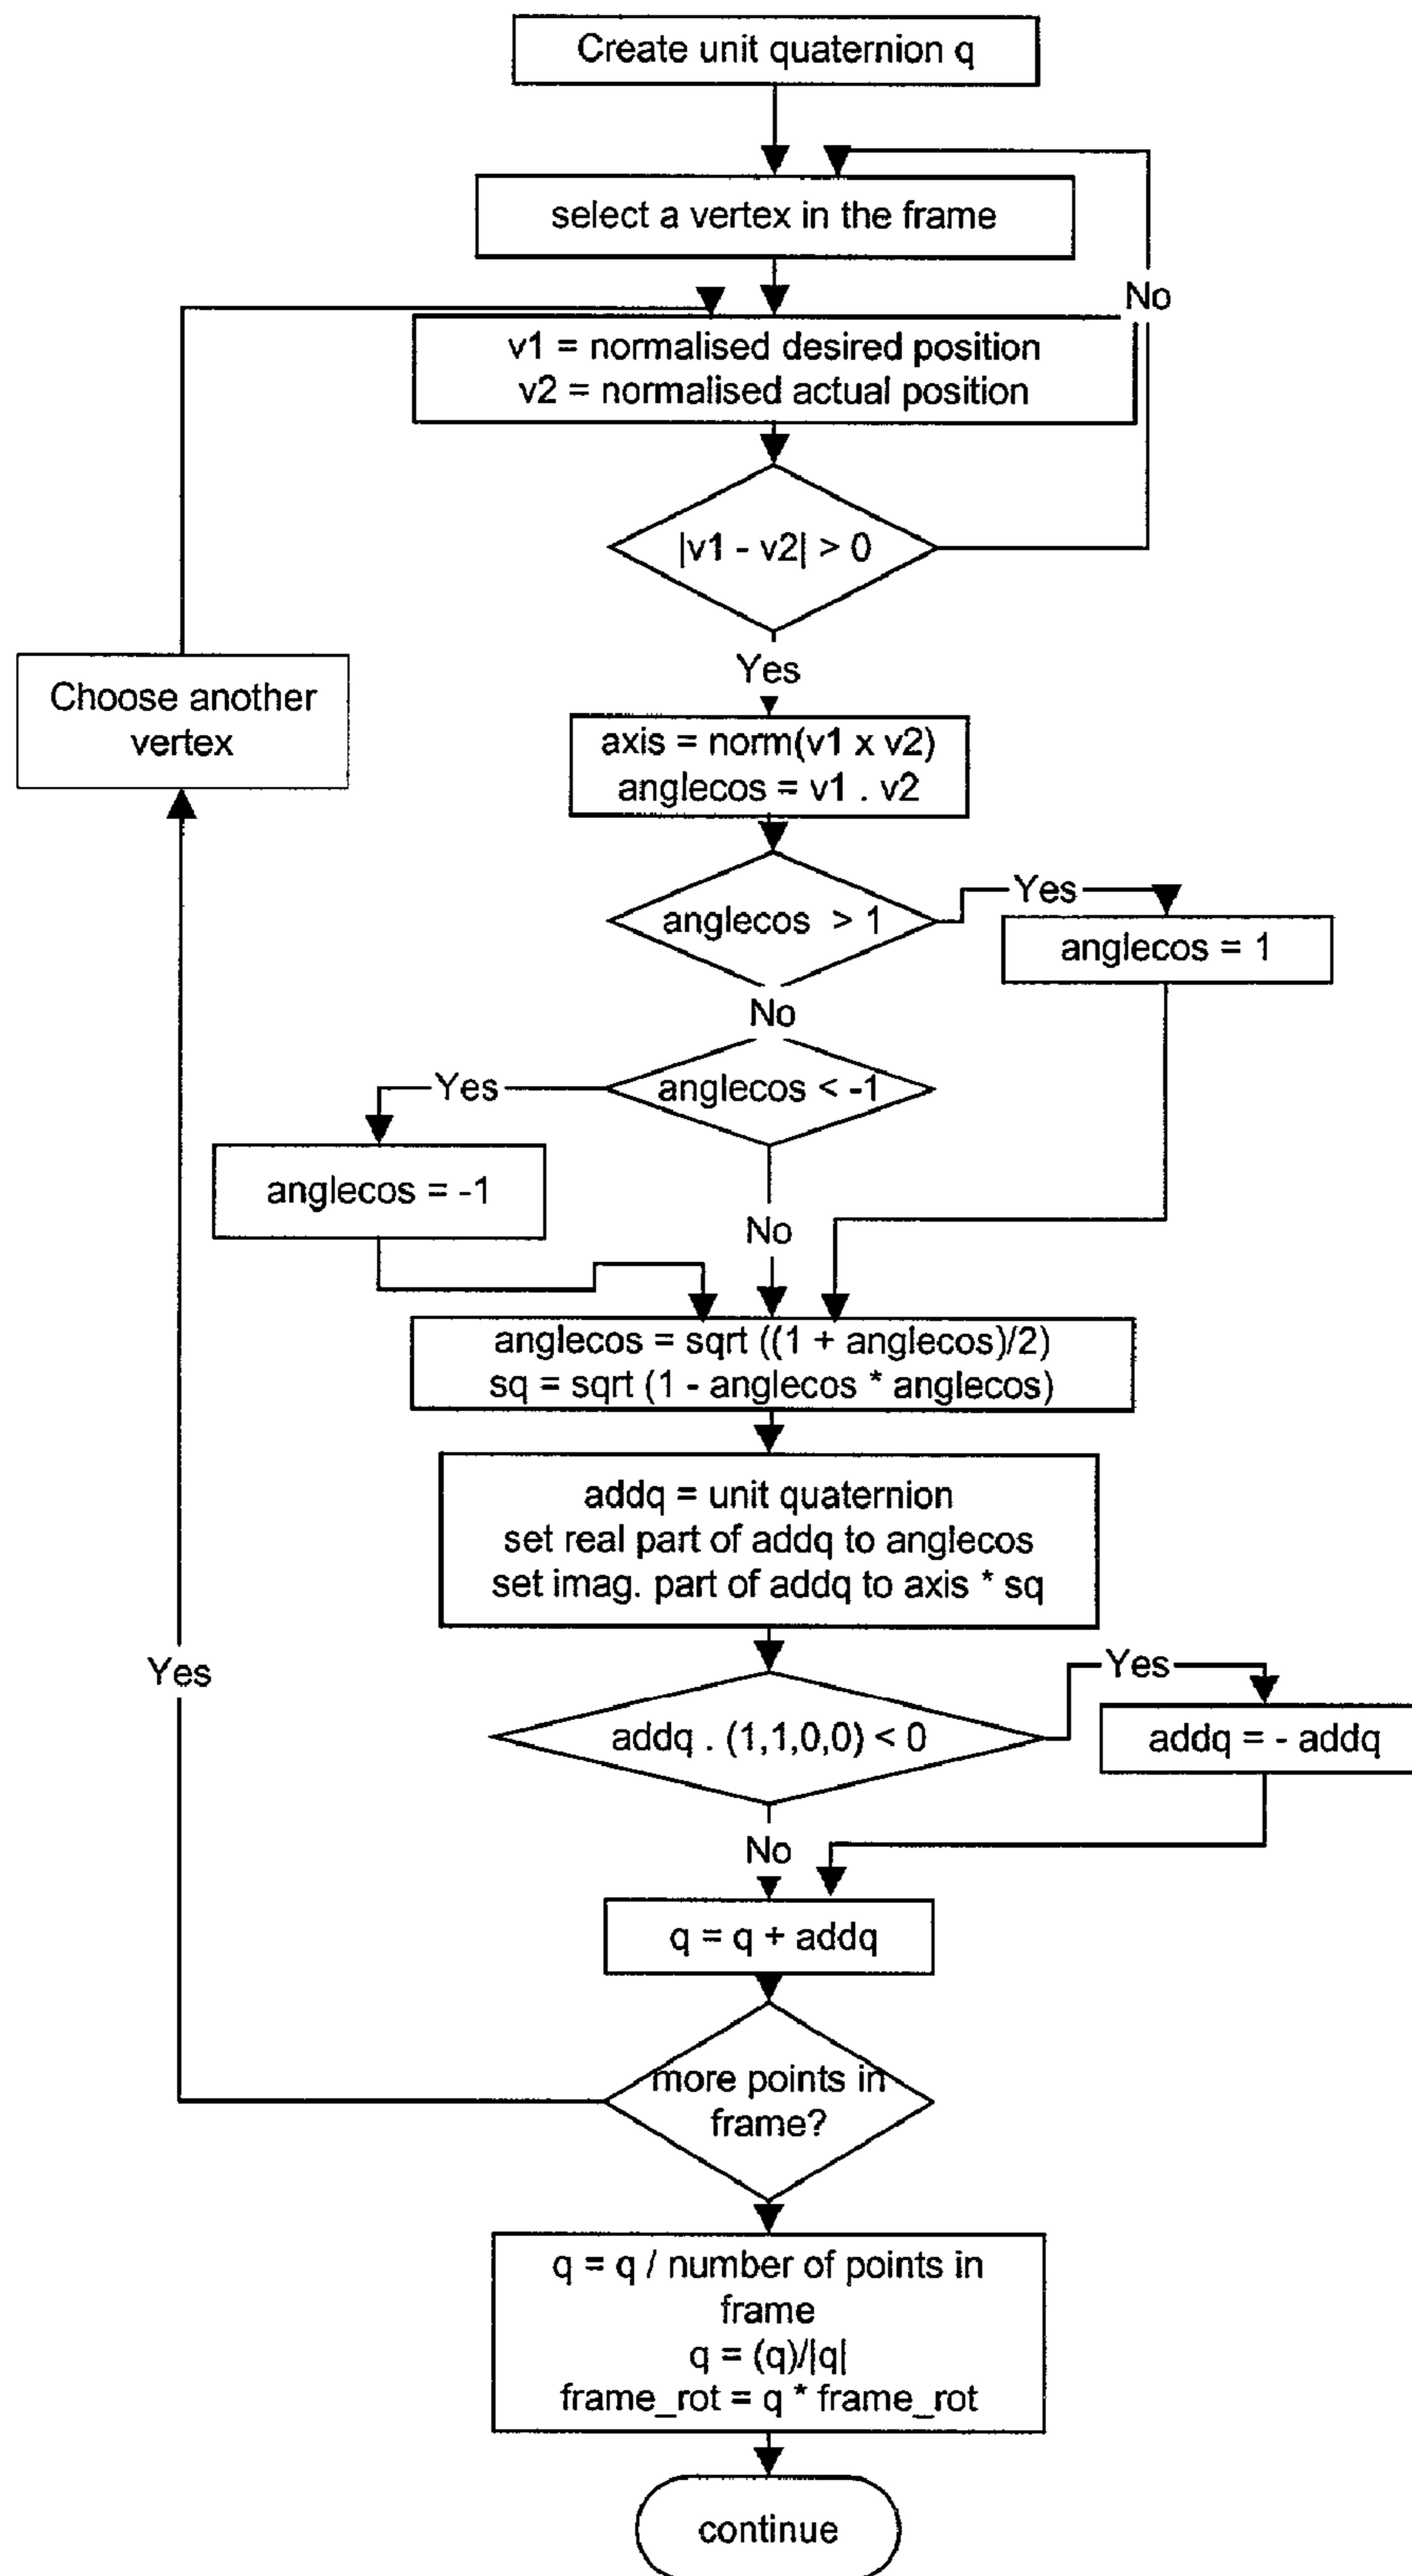 Create unit quaternion q
select a vertex in the frame
No
v1 = normalised desired position
v2 = normalised actual position
|v1 - v2| > 0
Yes
Choose another
vertex
axis = norm(v1 x v2)
anglecos = v1 . v2
anglecos > 1
Yes
anglecos = 1
No
anglecos < -1
Yes
anglecos = -1
No
anglecos = sqrt ((1 + anglecos)/2)
sq = sqrt (1 - anglecos * anglecos)
addq = unit quaternion
set real part of addq to anglecos
set imag. part of addq to axis * sq
Yes
addq . (1,1,0,0) < 0
Yes
addq = - addq
No
q = q + addq
more points in
frame?
q = q / number of points in
frame
q = (q)/|q|
frame_rot = q * frame_rot
continue